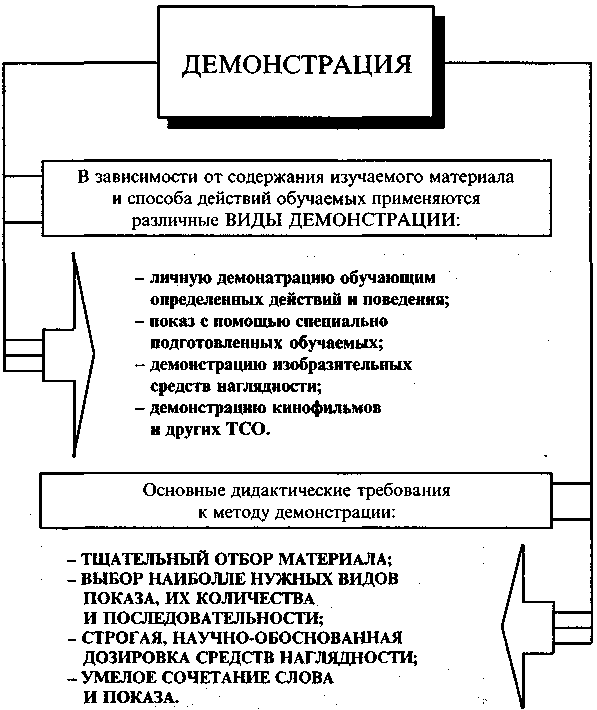 ДЕМОНСТРАЦИЯ
В зависимости от содержания изучаемого материала
и способа действий обучаемых применяются
различные ВИДЫ ДЕМОНСТРАЦИИ:
– личную демонатрацию обучающим
определенных действий и поведения;
– показ с помощью специально
подготовленных обучаемых;
– демонстрацию изобразительных
средств наглядности;
– демонстрацию кинофильмов
и других ТСО.
Основные дидактические требования
к методу демонстрации:
– ТЩАТЕЛЬНЫЙ ОТБОР МАТЕРИАЛА;
– ВЫБОР НАИБОЛЛЕ НУЖНЫХ ВИДОВ
ПОКАЗА, ИХ КОЛИЧЕСТВА
И ПОСЛЕДОВАТЕЛЬНОСТИ;
– СТРОГАЯ, НАУЧНО-ОБОСНОВАННАЯ
ДОЗИРОВКА СРЕДСТВ НАГЛЯДНОСТИ;
– УМЕЛОЕ СОЧЕТАНИЕ СЛОВА
И ПОКАЗА.